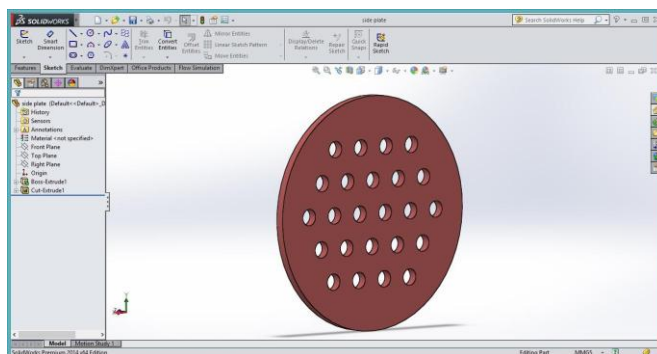 SOLIDWORKS
side plate
Search SolidWorks Help
Sketch
Smart Dimension
Trim Entities
Convert Entities
Offset Entities
Mirror Entities
Linear Sketch Pattern
Move Entities
Display/Delete Relations
Repair Sketch
Quick Snaps
Rapid Sketch
Features
Sketch
Evaluate
DimXpert
Office Products
Flow Simulation
side plate (Default<<Default>_D
History
Sensors
Annotations
Material <not specified>
Front Plane
Top Plane
Right Plane
Origin
Boss-Extrude1
Cut-Extrude1
Model
Motion Study 1
SolidWorks Premium 2014 x64 Edition
Editing Part
MMGS